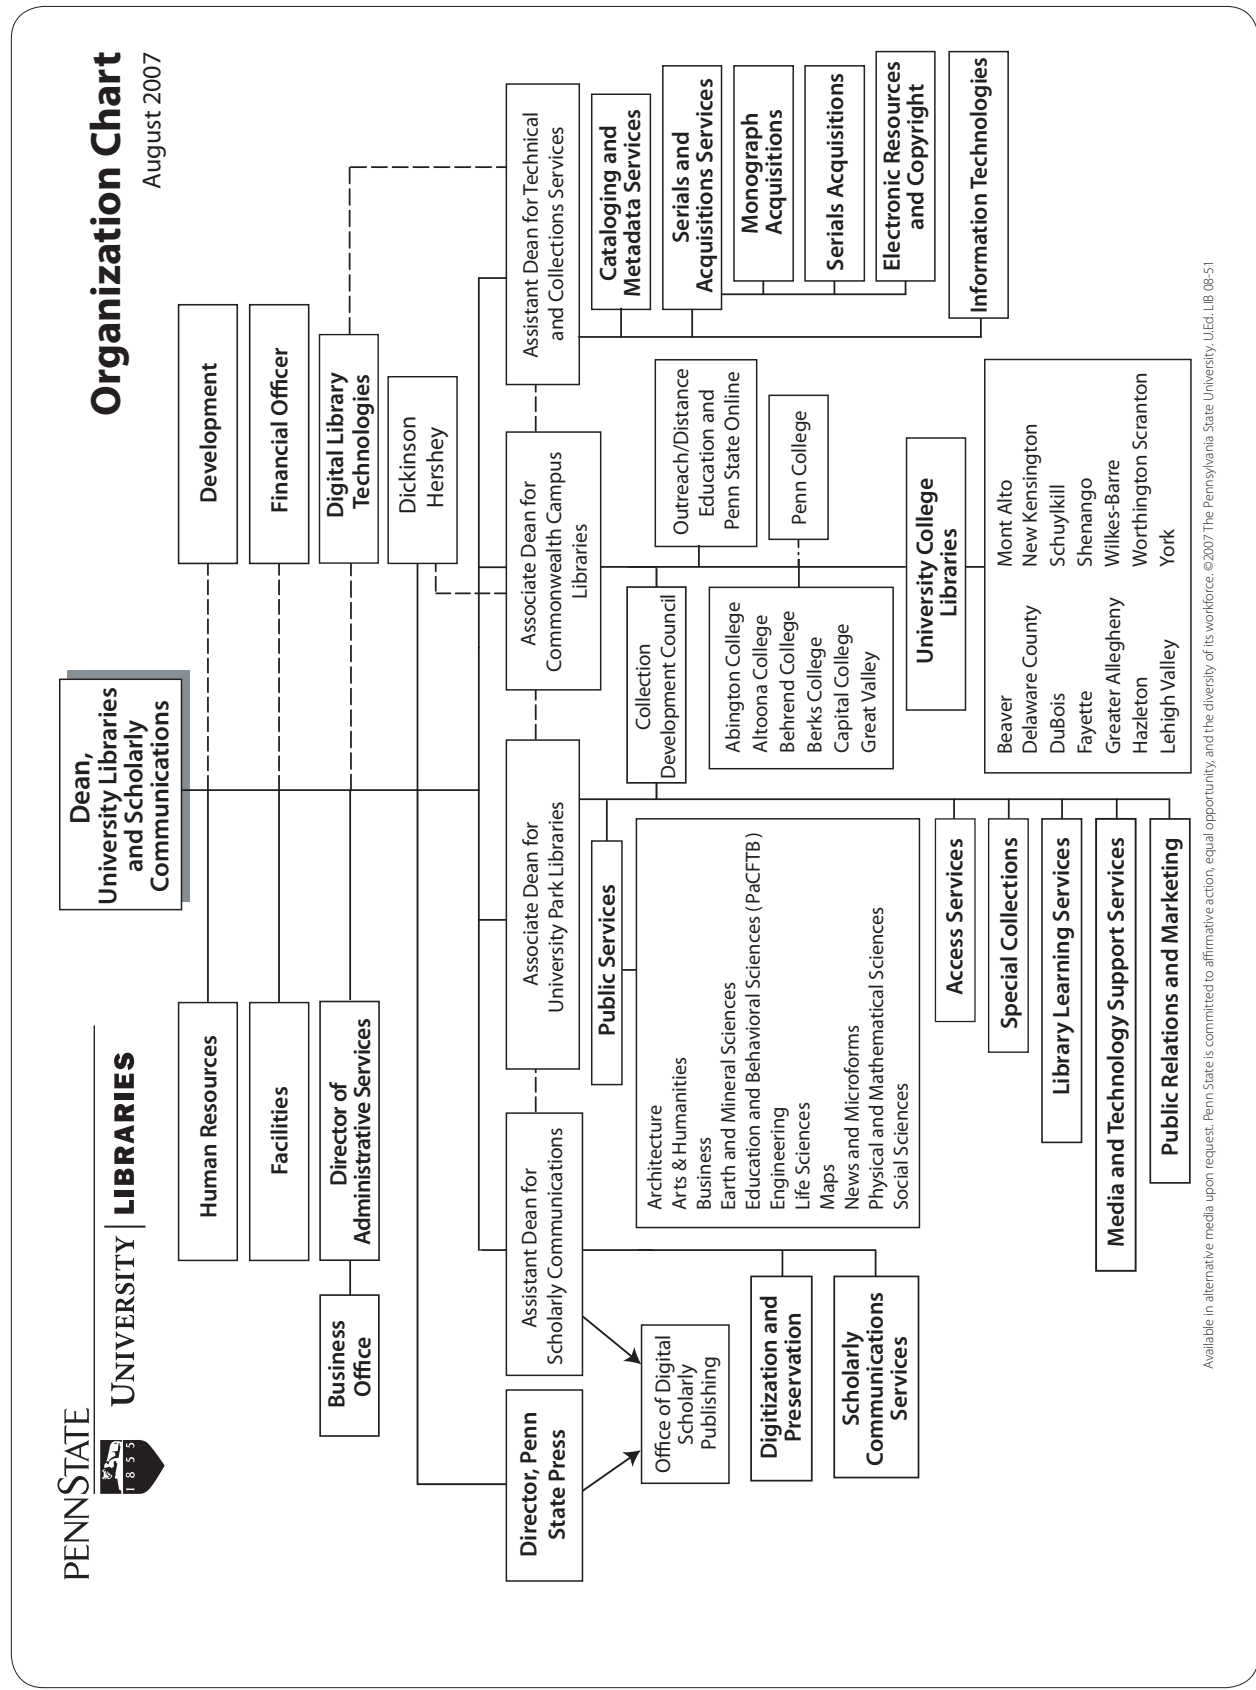 PENNSTATE
1855
UNIVERSITY LIBRARIES
Organization Chart
August 2007
Dean,
University Libraries
and Scholarly
Communications
Human Resources
Development
Facilities
Financial Officer
Business
Office
Director of
Administrative Services
Digital Library
Technologies
Dickinson
Hershey
Director, Penn
State Press
Assistant Dean for
Scholarly Communications
Associate Dean for
University Park Libraries
Associate Dean for
Commonwealth Campus
Libraries
Assistant Dean for Technical
and Collections Services
Office of Digital
Scholarly
Publishing
Digitization and
Preservation
Scholarly
Communications
Services
Public Services
Architecture
Arts & Humanities
Business
Earth and Mineral Sciences
Education and Behavioral Sciences (PaCFTB)
Engineering
Life Sciences
Maps
News and Microforms
Physical and Mathematical Sciences
Social Sciences
Access Services
Special Collections
Library Learning Services
Media and Technology Support Services
Public Relations and Marketing
Collection
Development Council
Outreach/Distance
Education and
Penn State Online
Abington College
Altoona College
Behrend College
Berks College
Capital College
Great Valley
Penn College
University College
Libraries
Beaver
Delaware County
DuBois
Fayette
Greater Allegheny
Hazleton
Lehigh Valley
Mont Alto
New Kensington
Schuylkill
Shenango
Wilkes-Barre
Worthington Scranton
York
Cataloging and
Metadata Services
Serials and
Acquisitions Services
Monograph
Acquisitions
Serials Acquisitions
Electronic Resources
and Copyright
Information Technologies
Available in alternative media upon request. Penn State is committed to affirmative action, equal opportunity, and the diversity of its workforce. ©2007 The Pennsylvania State University. U.Ed. LIB 08-51